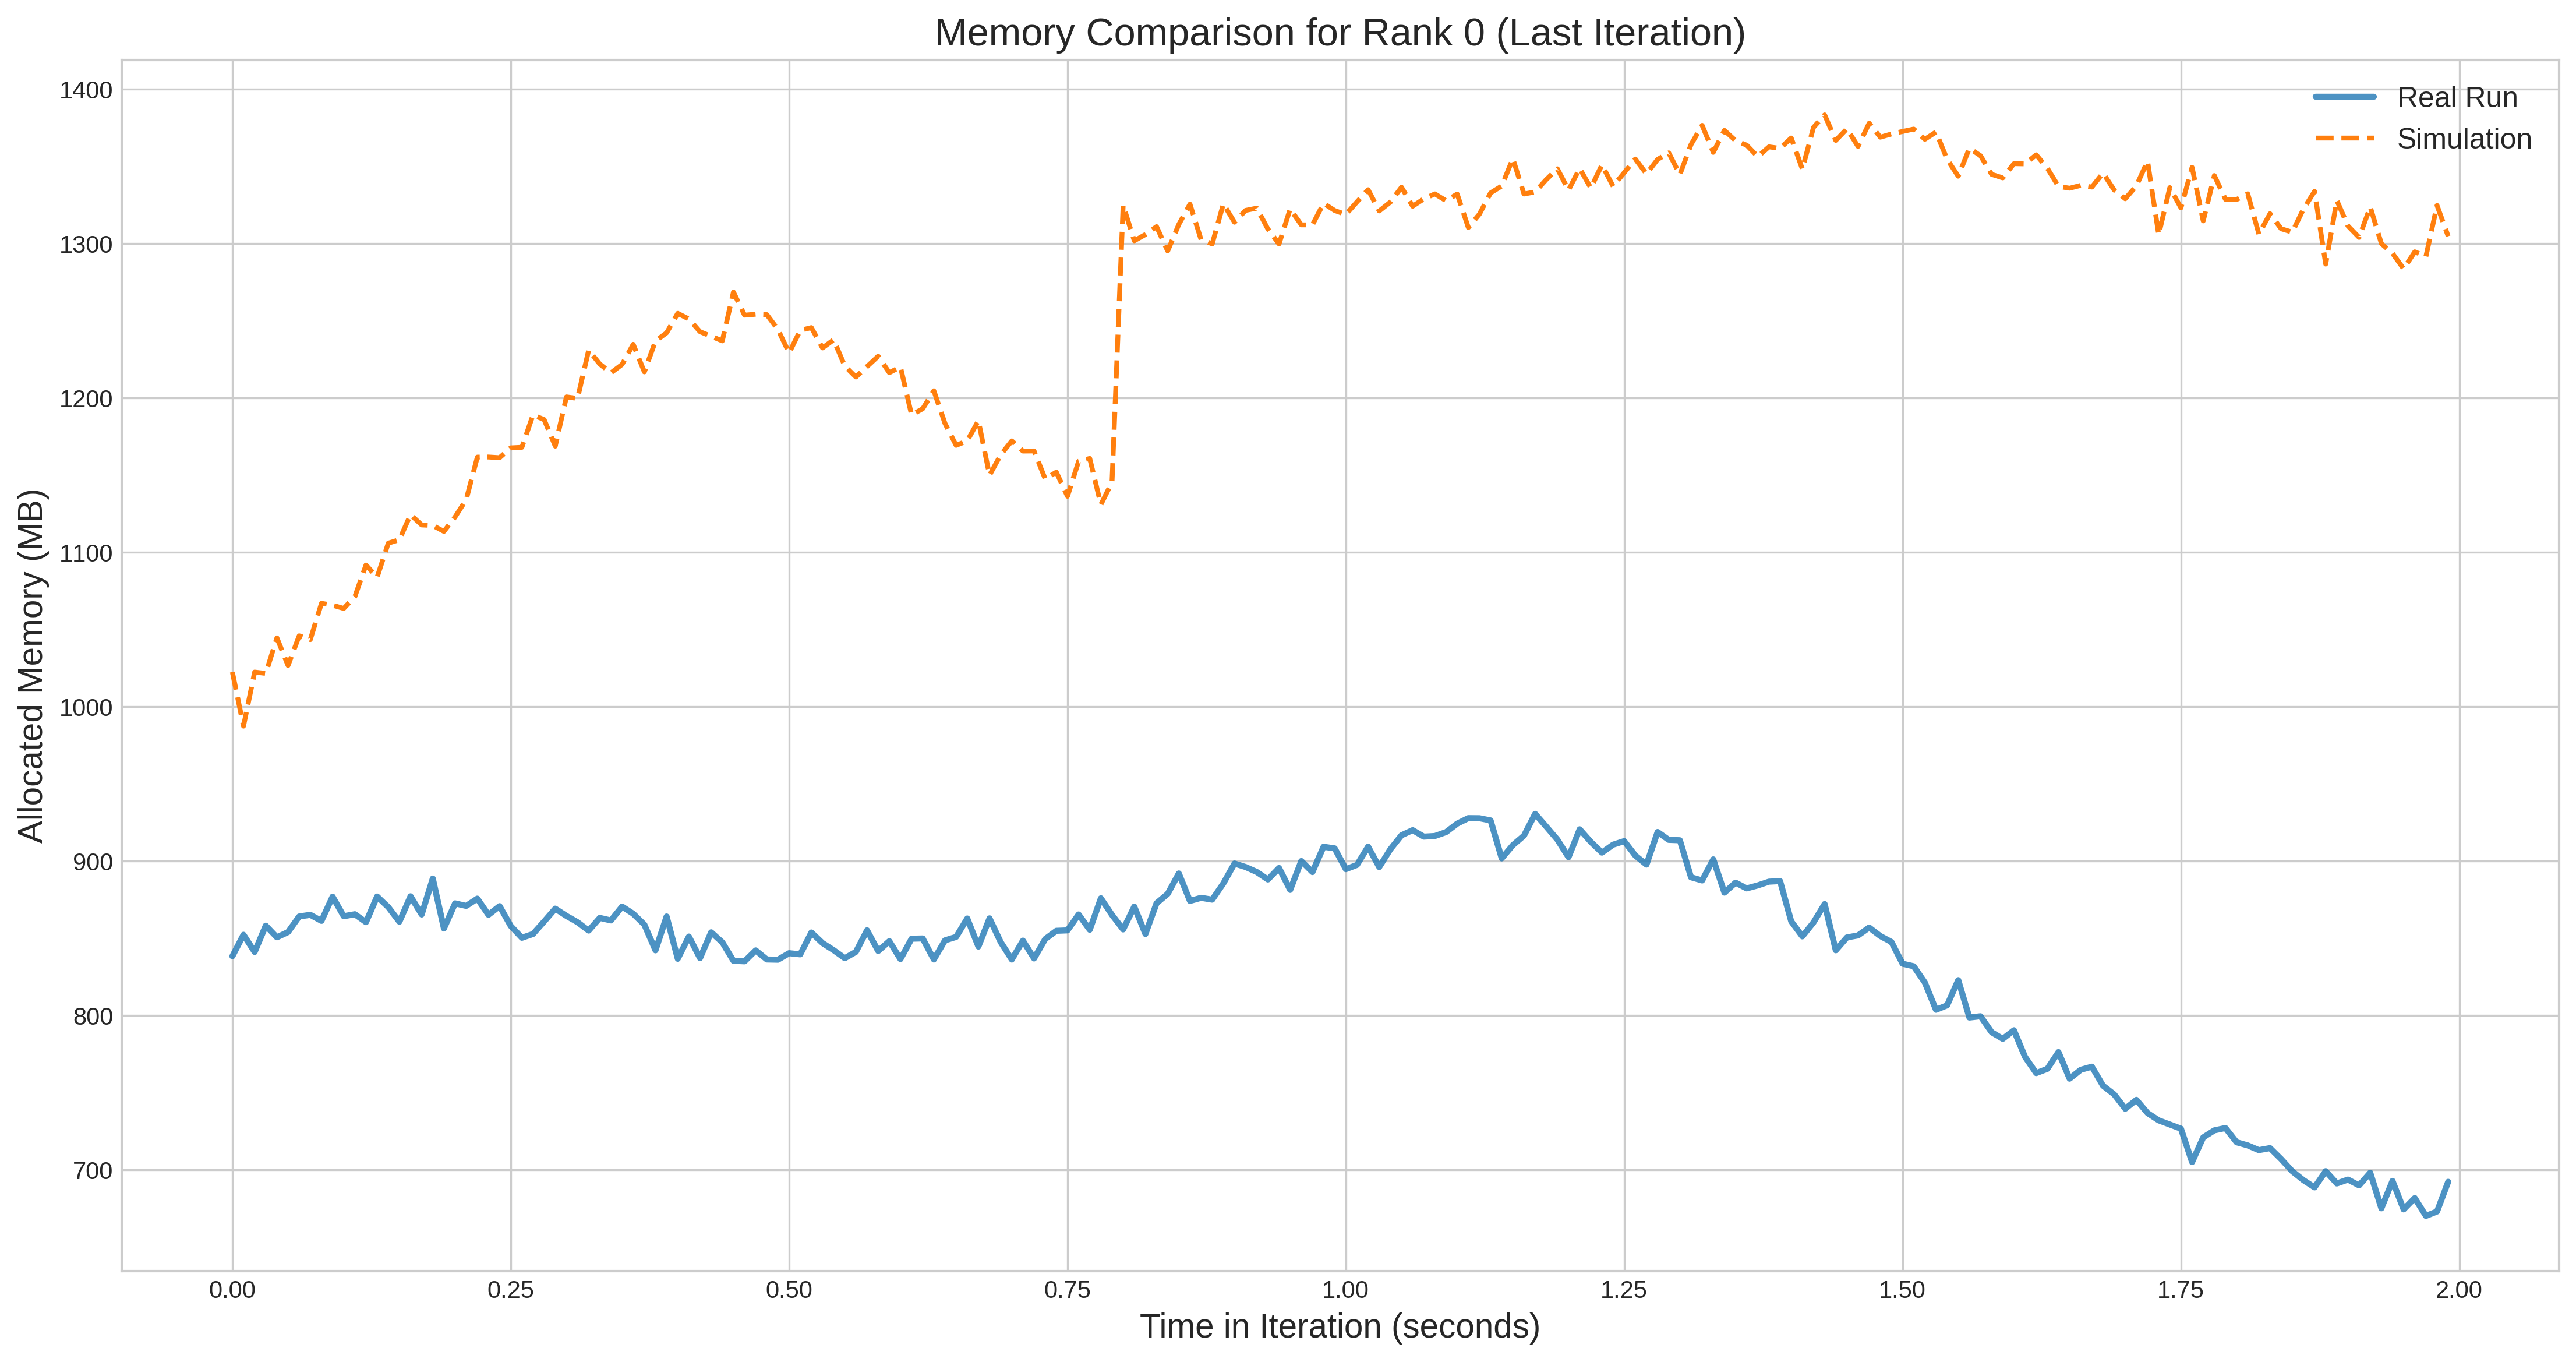 Memory Comparison for Rank 0 (Last Iteration)
Real Run
Simulation
Allocated Memory (MB)
1400
1300
1200
1100
1000
900
800
700
0.00 0.25 0.50 0.75 1.00 1.25 1.50 1.75 2.00
Time in Iteration (seconds)